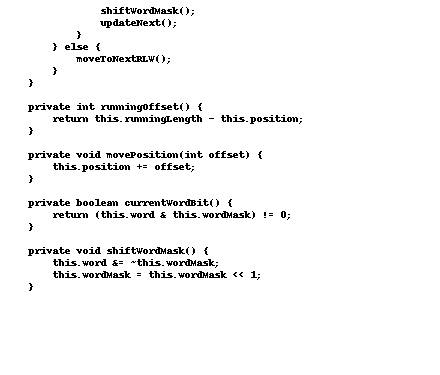 shiftWordMask();
updateNext();
}
} else {
moveToNextRLW();
}
}
private int runningOffset() {
return this.runningLength - this.position;
}
private void movePosition(int offset) {
this.position += offset;
}
private boolean currentWordBit() {
return (this.word & this.wordMask) != 0;
}
private void shiftWordMask() {
this.word &= ~this.wordMask;
this.wordMask = this.wordMask << 1;
}